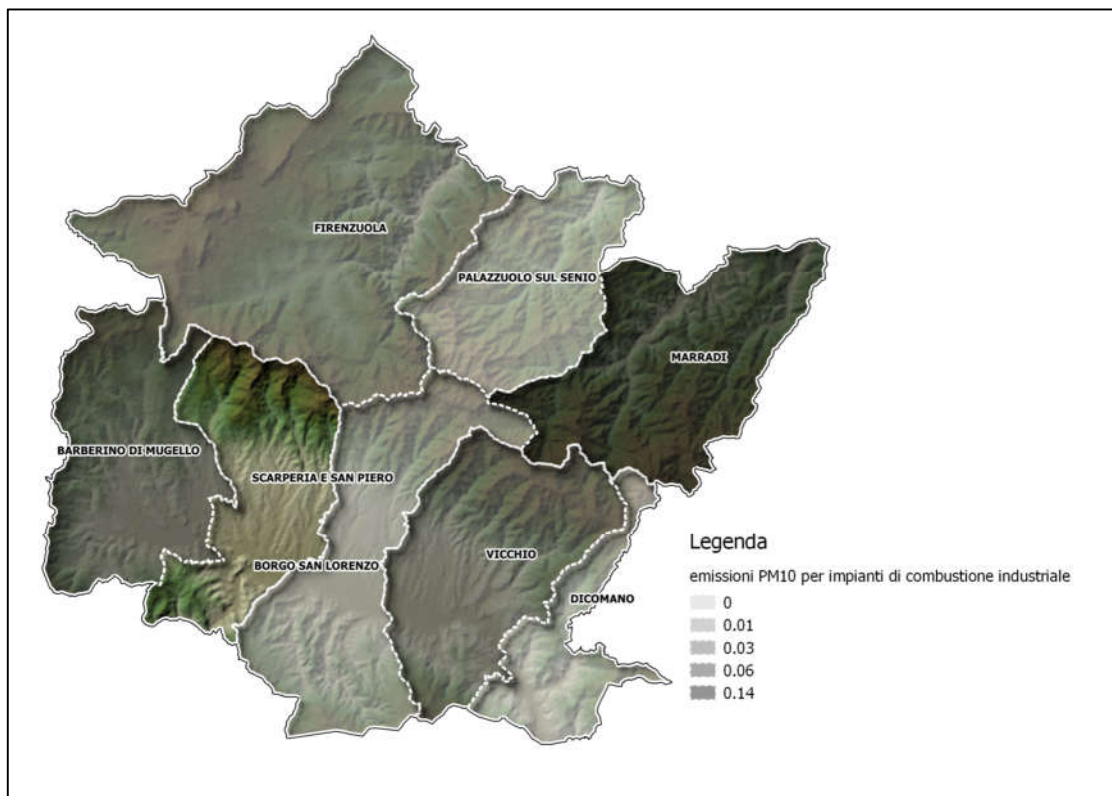 FIRENZUOLA
PALAZZUOLO SUL SENIO
MARRADI
BARBERINO DI MUGELLO
SCARPERIA E SAN PIERO
VICCHIO
BORGO SAN LORENZO
DICOMANO
Legenda
emissioni PM10 per impianti di combustione industriale
0
0.01
0.03
0.06
0.14